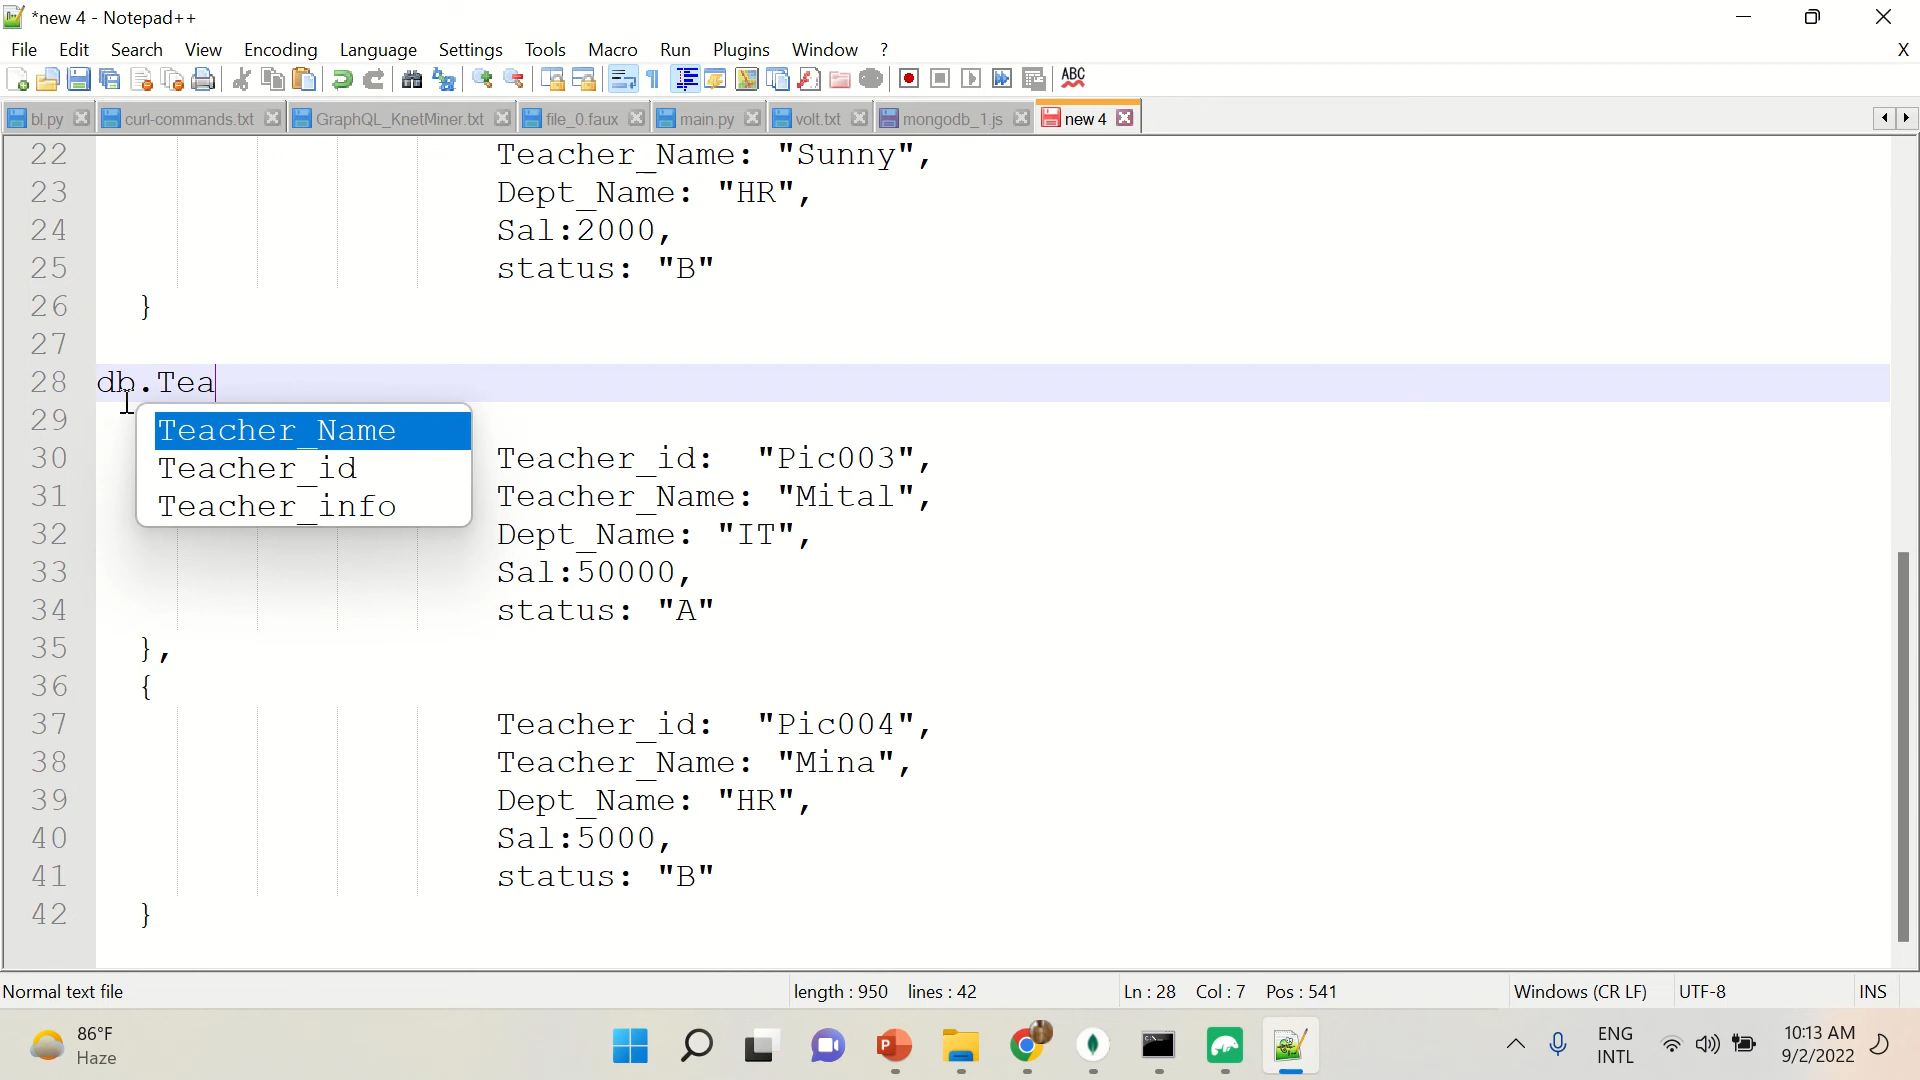 *new 4 - Notepad++
File Edit Search View Encoding Language Settings Tools Macro Run Plugins Window ? X
ABC
bl.py curl-commands.txt GraphQL_KnetMiner.txt file_0.faux main.py volt.txt mongodb_1.js new 4
22 Teacher_Name: "Sunny",
23 Dept_Name: "HR",
24 Sal:2000,
25 status: "B"
26 }
27
28 db.Tea
29 Teacher_Name
30 Teacher_id: "Pic003",
Teacher_id
31 Teacher_Name: "Mital",
Teacher_info
32 Dept_Name: "IT",
33 Sal:50000,
34 status: "A"
35 },
36 {
37 Teacher_id: "Pic004",
38 Teacher_Name: "Mina",
39 Dept_Name: "HR",
40 Sal:5000,
41 status: "B"
42 }
Normal text file length : 950 lines : 42 Ln : 28 Col : 7 Pos : 541 Windows (CR LF) UTF-8 INS
86°F
Haze
ENG
INTL
10:13 AM
9/2/2022